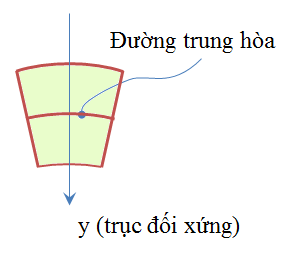 Đường trung hòa
y (trục đối xứng)